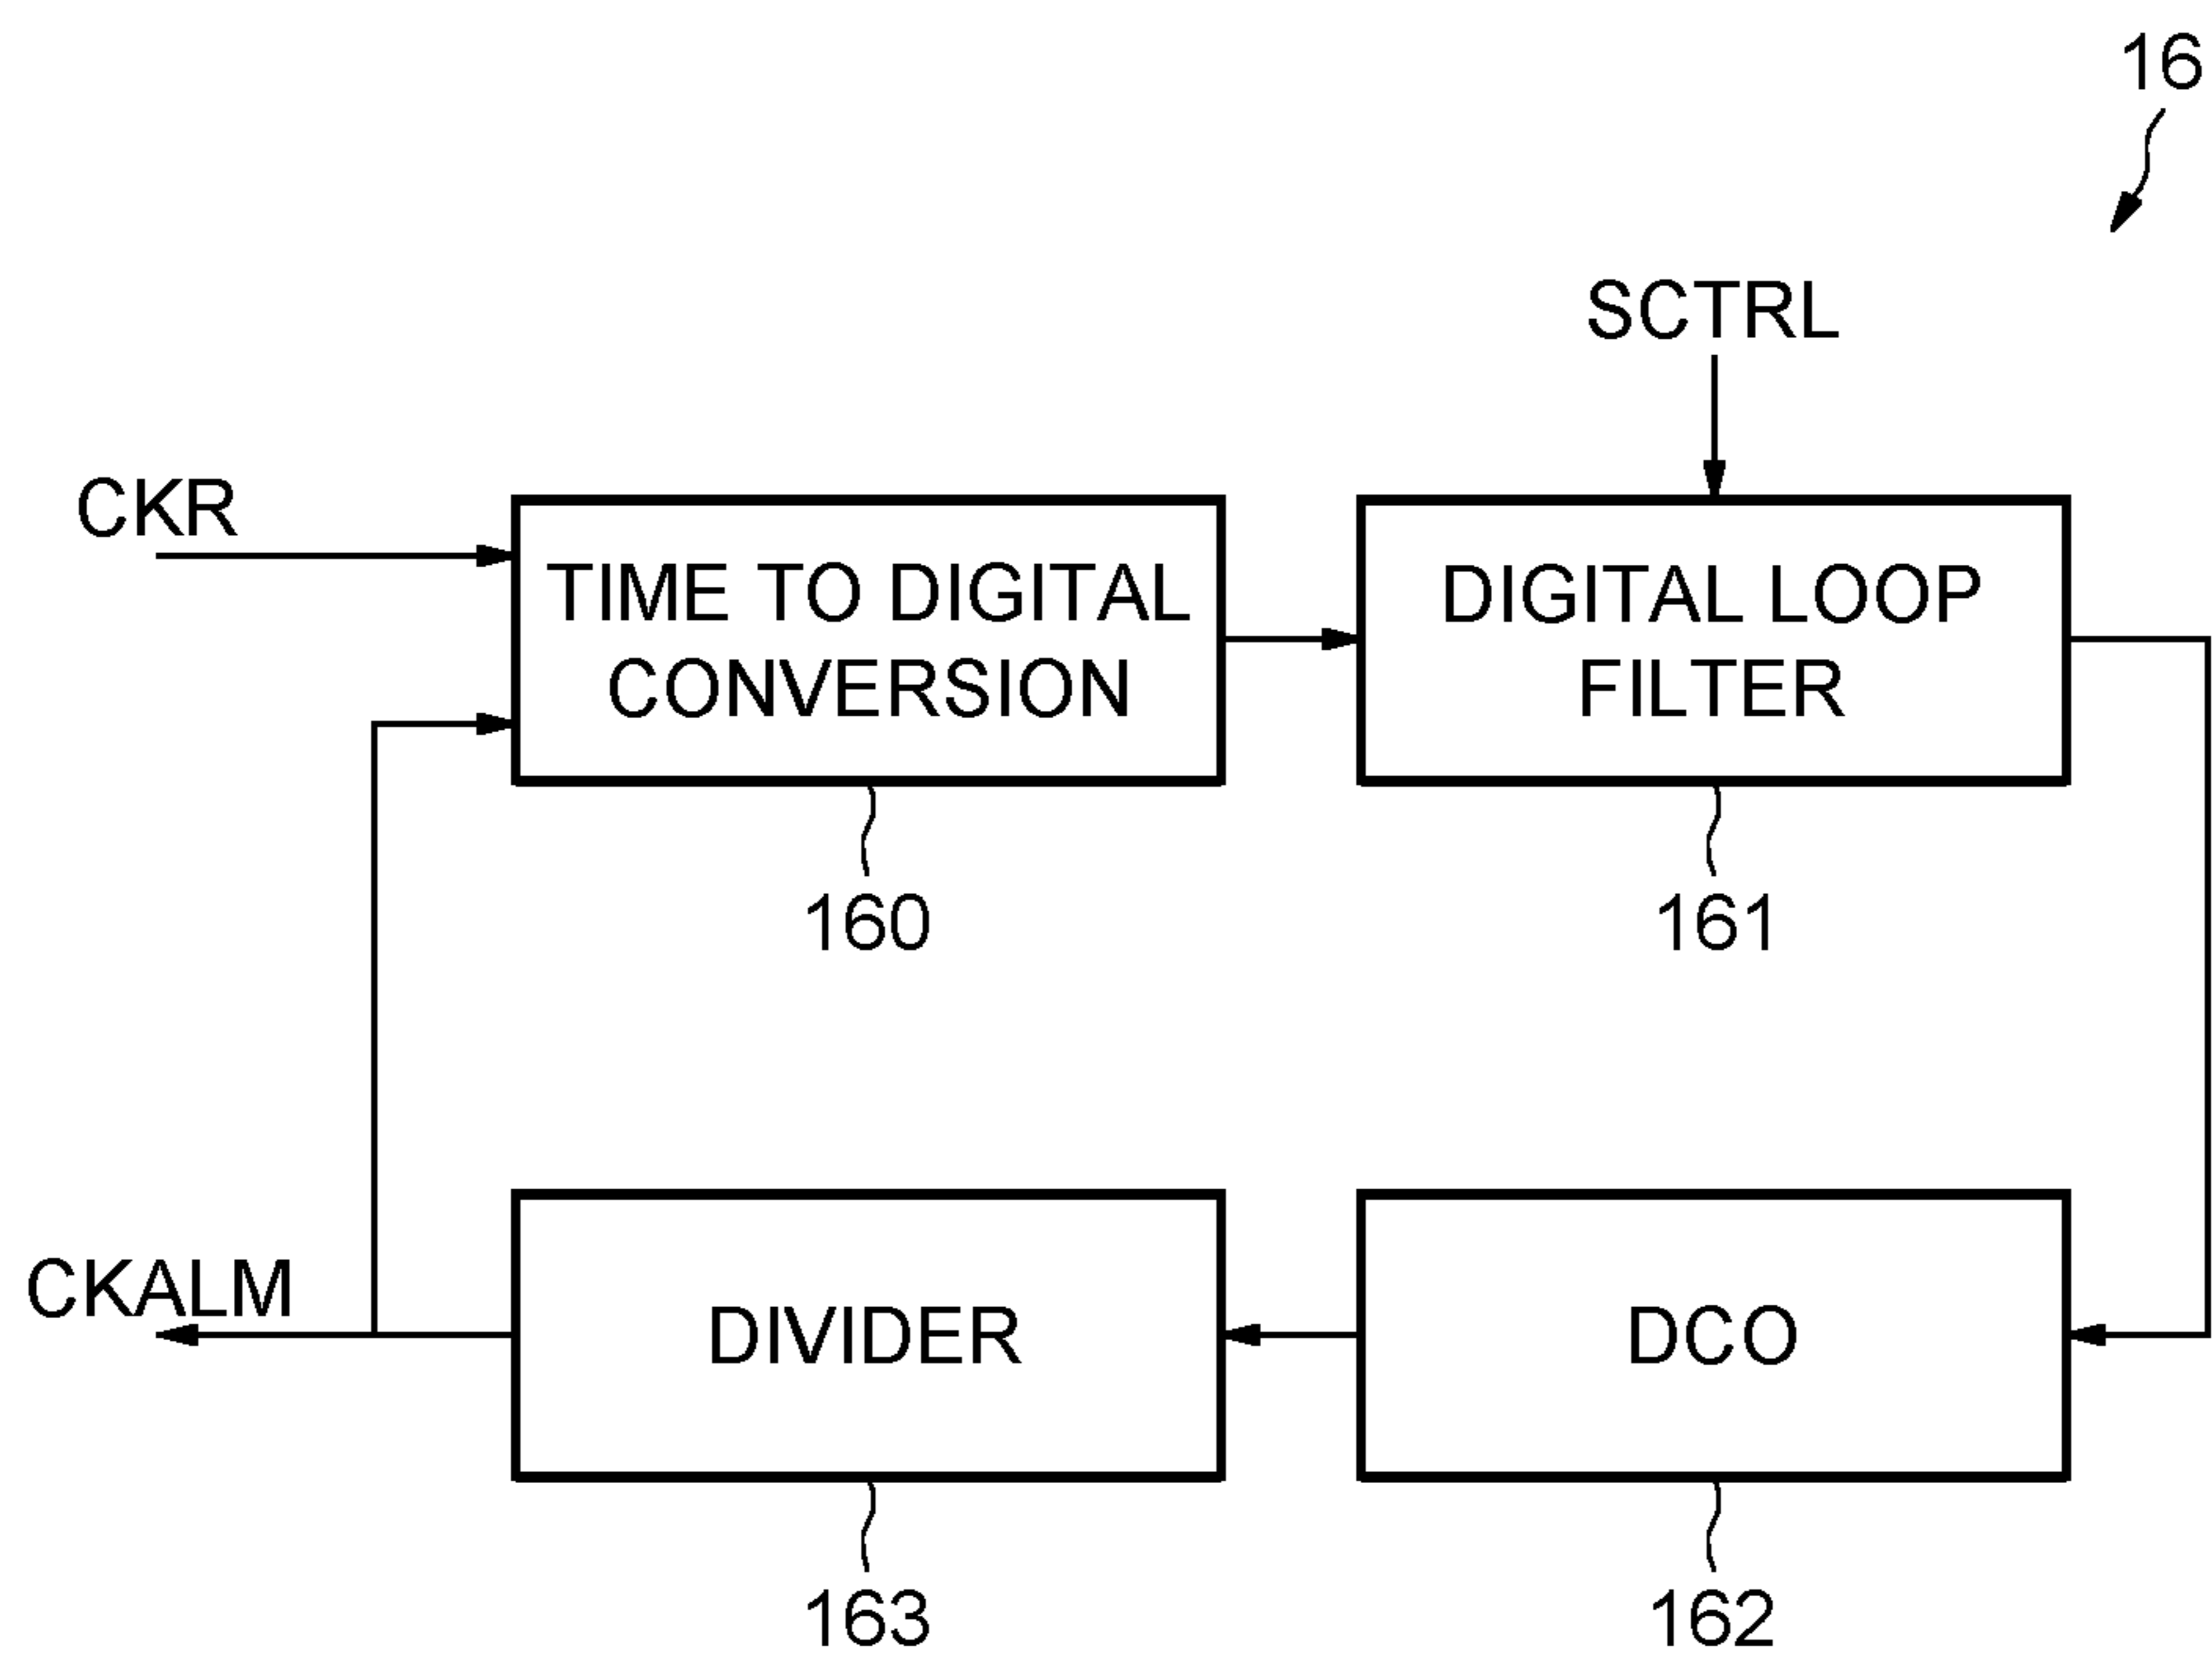 16
SCTRL
CKR
TIME TO DIGITAL
CONVERSION
DIGITAL LOOP
FILTER
160
161
CKALM
DIVIDER
DCO
163
162